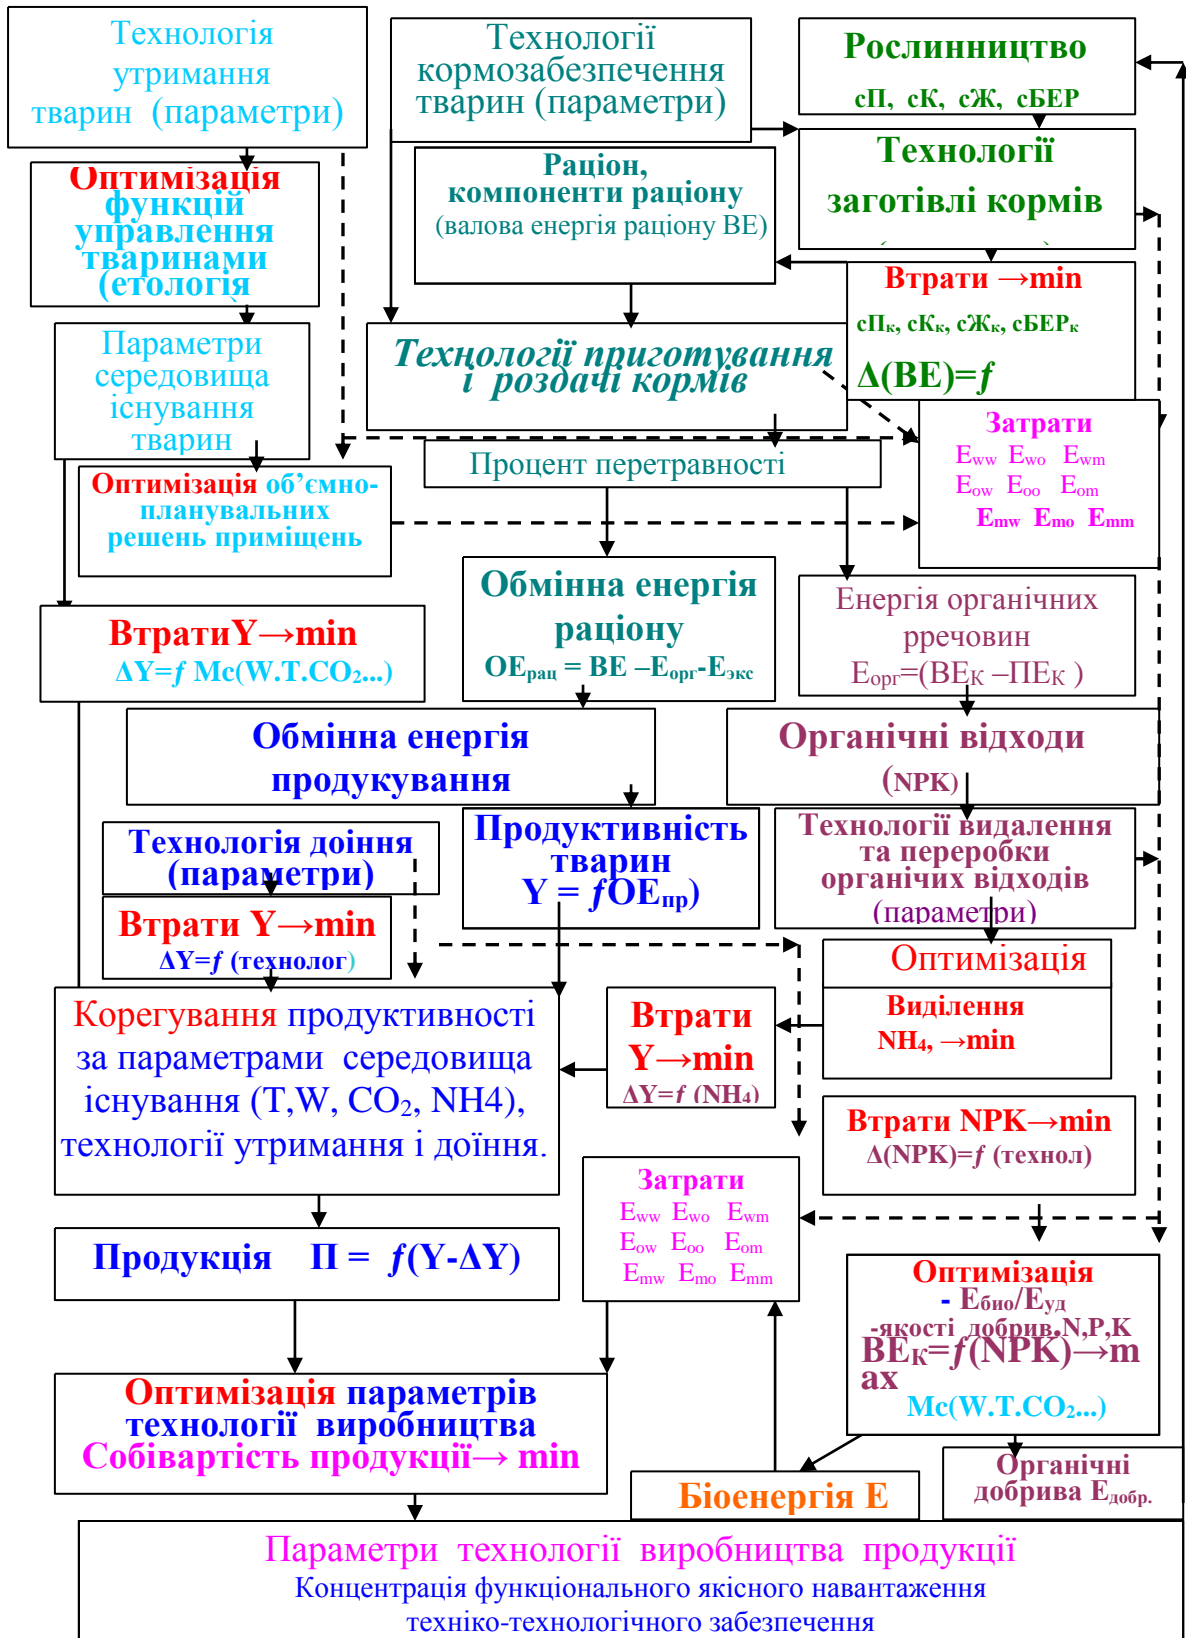 Технологія
утримання
тварин (параметри)
Технології
кормозабезпечення
тварин (параметри)
Рослинництво
сП, сК, сЖ, сБЕР
Оптимізація
функцій
управління
тваринами
(етологія
Раціон,
компоненти раціону
(валова енергія раціону ВЕ)
Технології
заготівлі кормів
Втрати →min
сПк, сКк, сЖк, сБЕРк
Δ(ВЕ)=f
Параметри
середовища
існування
тварин
Технології приготування
і роздачі кормів
Затрати
Eww Ewo Ewm
Eow Eoo Eom
Emw Emo Emm
Процент перетравності
Оптимізація об’ємно-
планувальних
решень приміщень
Обмінна енергія
раціону
ОЕрац = ВЕ –Еорг-Еэкс
Енергія органічних
рречовин
Еорг=(ВЕК –ПЕК )
ВтратиY→min
ΔY=f Мс(W.T.CO₂...)
Обмінна енергія
продукування
Органічні відходи
(NPK)
Технологія доіння
(параметри)
Продуктивність
тварин
Y = fОЕпр)
Технології видалення
та переробки
органічих відходів
(параметри)
Втрати Y→min
ΔY=f (технолог)
Оптимізація
Виділення
NH₄, →min
Корегування продуктивності
за параметрами середовища
існування (T,W, CO₂, NH4),
технології утримання і доїння.
Втрати
Y→min
ΔY=f (NH₄)
Втрати NPK→min
Δ(NPK)=f (технол)
Затрати
Eww Ewo Ewm
Eow Eoo Eom
Emw Emo Emm
Продукція П = f(Y-ΔY)
Оптимізація
- Ебио/Еуд
-якості добрив.N,P,K
ВЕК=f(NPK)→m
ax
Мс(W.T.CO₂...)
Оптимізація параметрів
технології виробництва
Собівартість продукції→ min
Біоенергія Е
Органічні
добрива Едобр.
Параметри технології виробництва продукції
Концентрація функціонального якісного навантаження
техніко-технологічного забезпечення